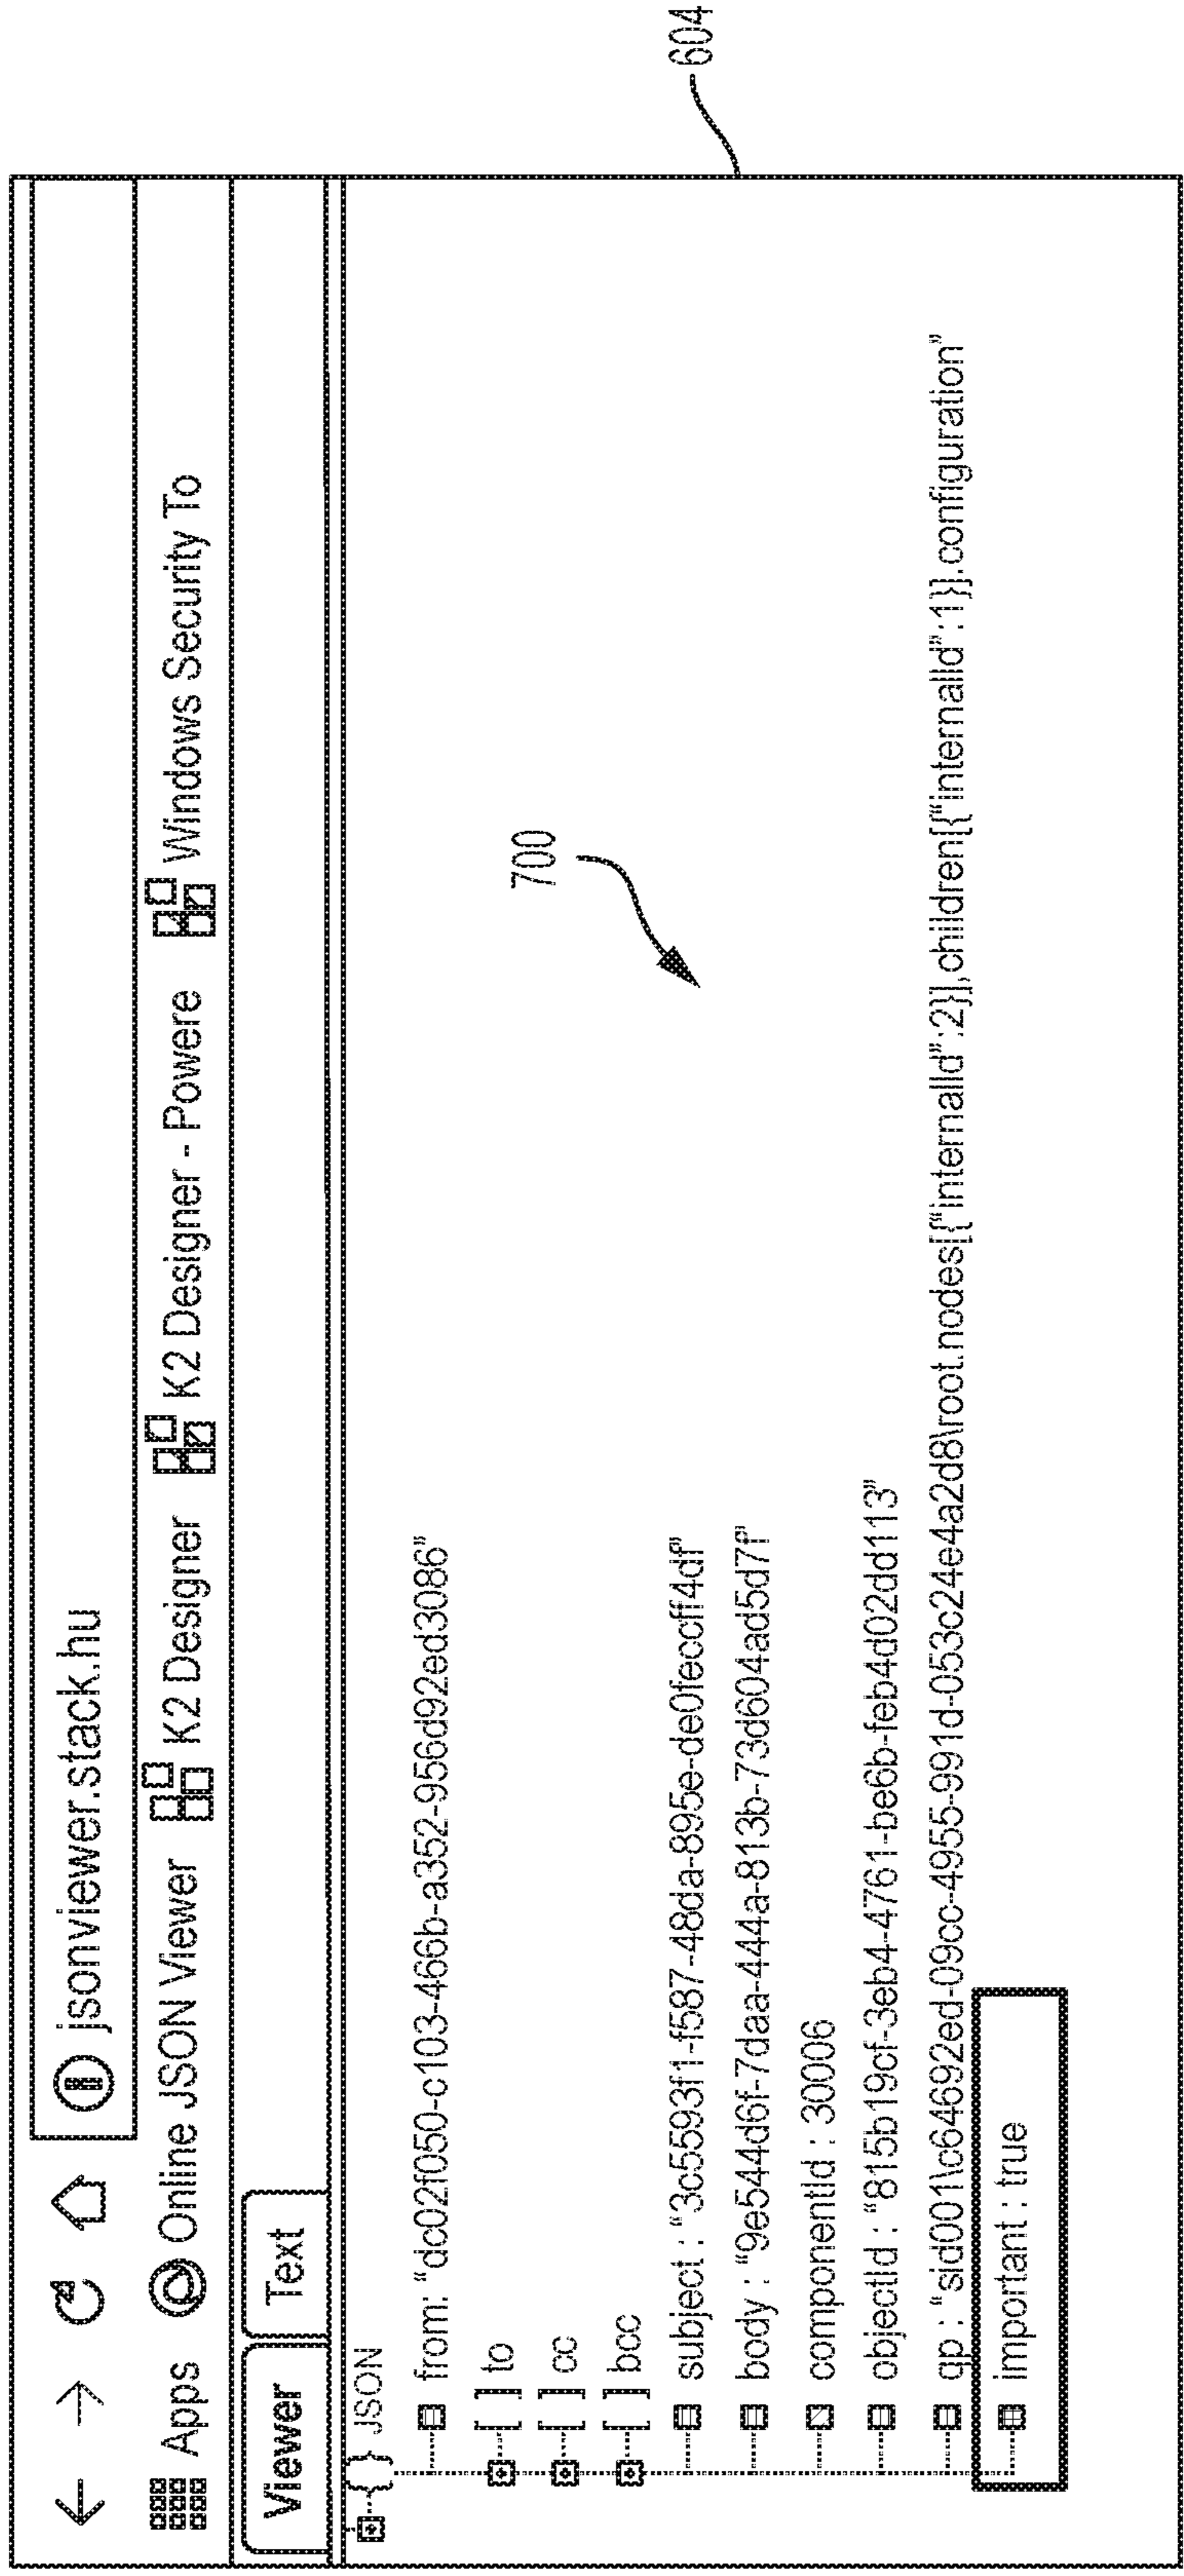 jsonviewer.stack.hu
Apps Online JSON Viewer K2 Designer K2 Designer - Powere Windows Security To
Viewer Text
{} JSON
from: “dc02f050-c103-466b-a352-956d92ed3086”
[ ] to
[ ] cc
[ ] bcc
subject : “3c5593f1-f587-48da-895e-de0feccff4df”
body : “9e544d6f-7daa-444a-813b-73d604ad5d7f”
componentId : 30006
objectId : “815b19cf-3eb4-4761-be6b-feb4d02dd113”
qp : “sid001\c64692ed-09cc-4955-991d-053c24e4a2d8\root.nodes[{“internalId”:2}],children[{“internalId”:1}].configuration”
important : true
700
604